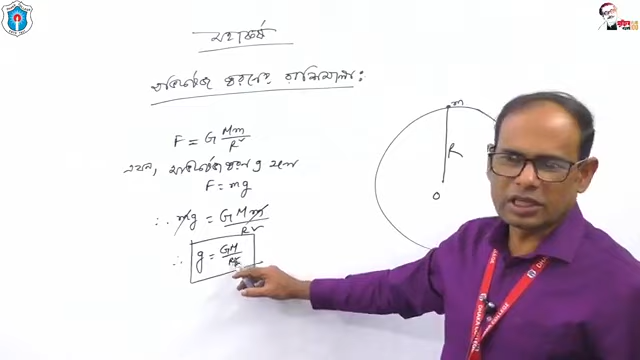 মহাকর্ষ
অভিকর্ষজ ত্বরণের রাশিমালা :
F = G Mm/R²
এখন, অভিকর্ষজ ত্বরণ g হলে
F = mg
∴ mg = G Mm/R²
∴ g = GM/R²
m
R
O